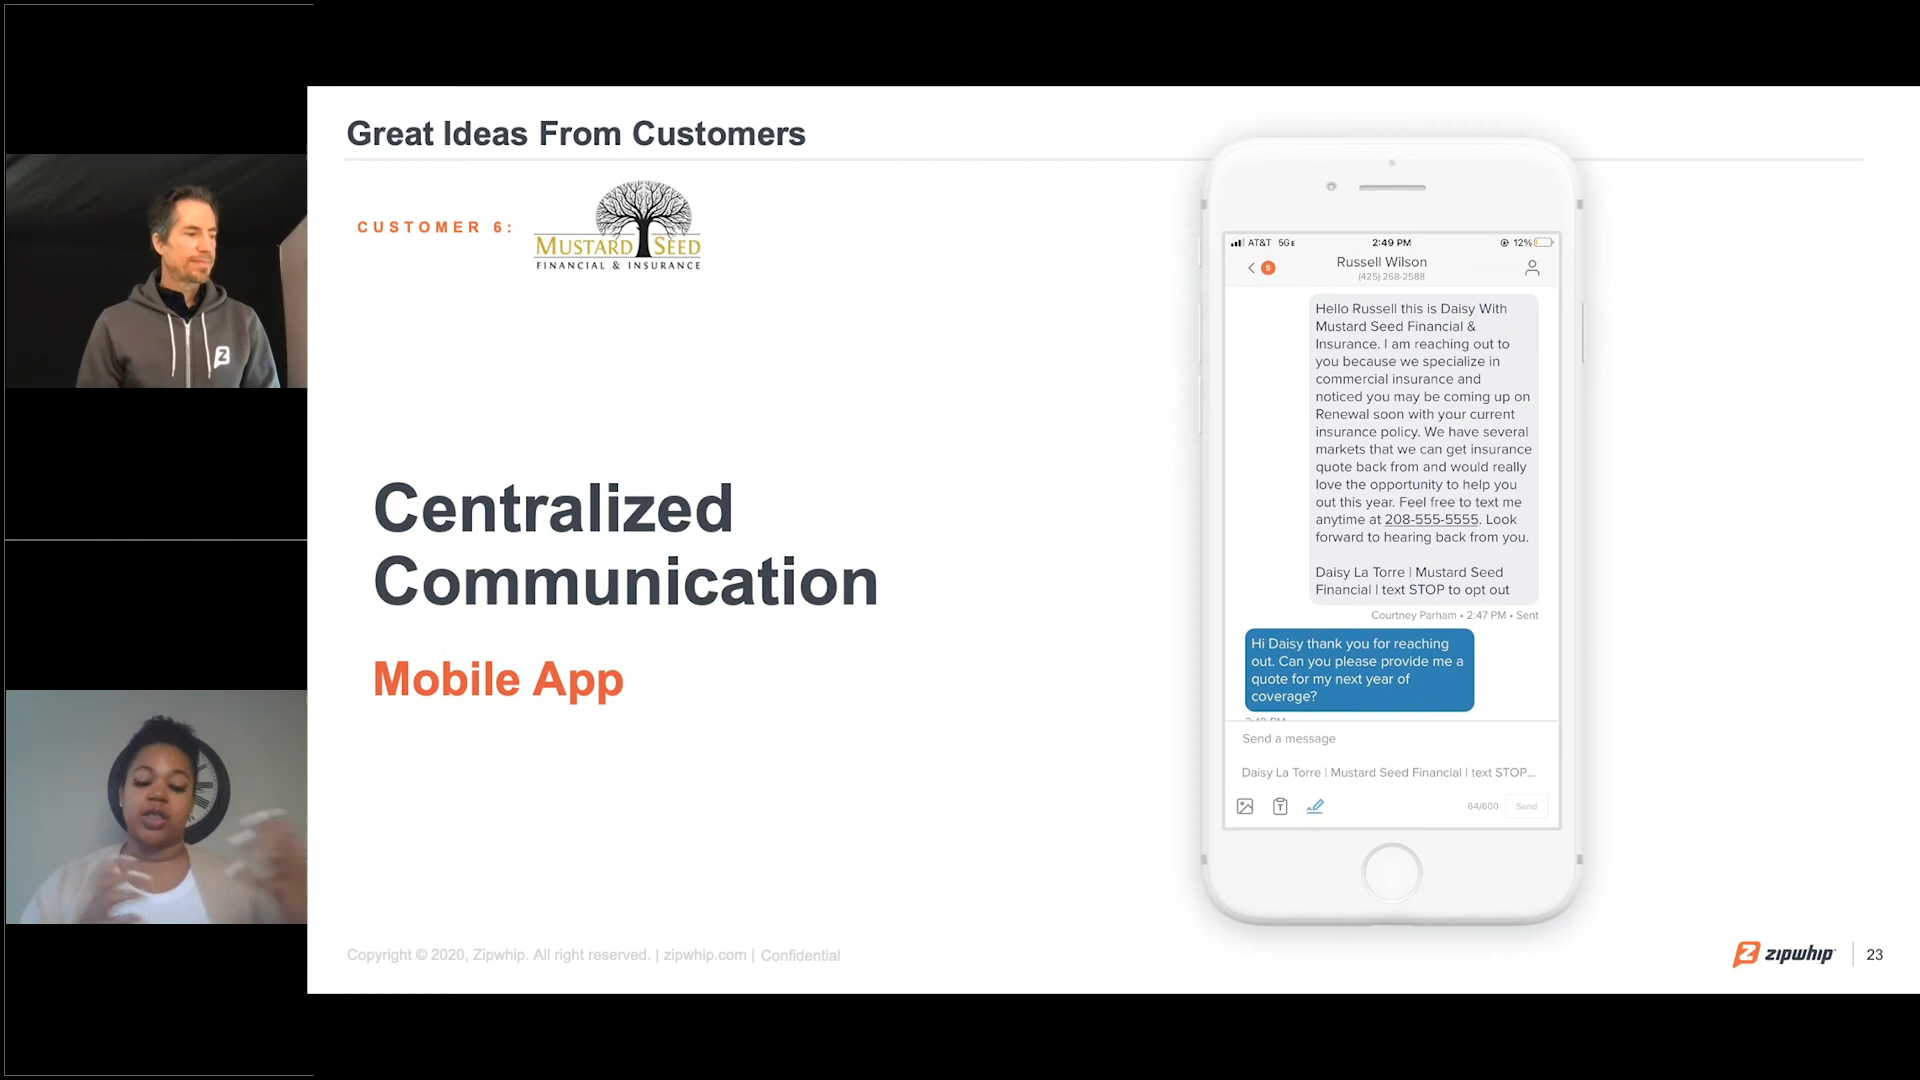 Great Ideas From Customers
CUSTOMER 6:
MUSTARD SEED
FINANCIAL & INSURANCE
Centralized
Communication
Mobile App
AT&T 5GE
2:49 PM
12%
5
Russell Wilson
(425) 268-2588
Hello Russell this is Daisy With
Mustard Seed Financial &
Insurance. I am reaching out to
you because we specialize in
commercial insurance and
noticed you may be coming up on
Renewal soon with your current
insurance policy. We have several
markets that we can get insurance
quote back from and would really
love the opportunity to help you
out this year. Feel free to text me
anytime at 208-555-5555. Look
forward to hearing back from you.
Daisy La Torre | Mustard Seed
Financial | text STOP to opt out
Courtney Parham • 2:47 PM • Sent
Hi Daisy thank you for reaching
out. Can you please provide me a
quote for my next year of
coverage?
Send a message
Daisy La Torre | Mustard Seed Financial | text STOP...
64/600
Send
Copyright © 2020, Zipwhip. All right reserved. | zipwhip.com | Confidential
zipwhip
23